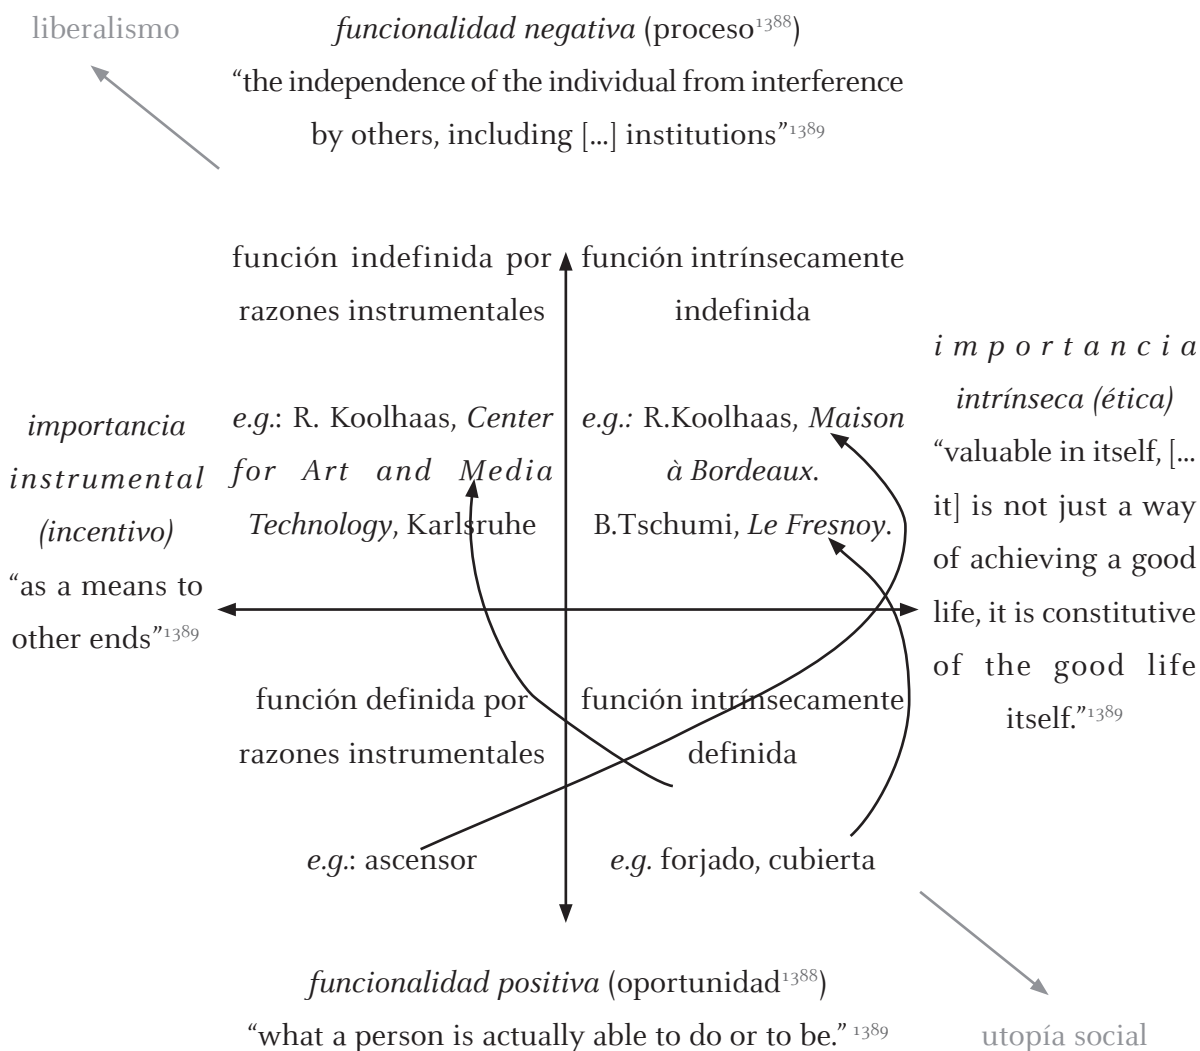 liberalismo
funcionalidad negativa (proceso1388)
“the independence of the individual from interference
by others, including [...] institutions”1389
función indefinida por
razones instrumentales
función intrínsecamente
indefinida
importancia
instrumental
(incentivo)
“as a means to
other ends”1389
e.g.: R. Koolhaas, Center
for Art and Media
Technology, Karlsruhe
e.g.: R.Koolhaas, Maison
à Bordeaux.
B.Tschumi, Le Fresnoy.
importancia
intrínseca (ética)
“valuable in itself, [...
it] is not just a way
of achieving a good
life, it is constitutive
of the good life
itself.”1389
función definida por
razones instrumentales
función intrínsecamente
definida
e.g.: ascensor
e.g. forjado, cubierta
funcionalidad positiva (oportunidad1388)
“what a person is actually able to do or to be.” 1389
utopía social